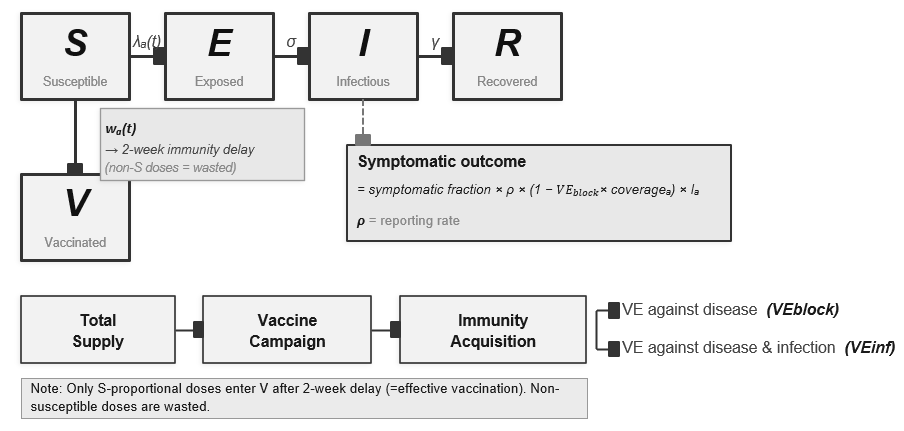 S
Susceptible
λₐ(t)
E
Exposed
σ
I
Infectious
γ
R
Recovered
wₐ(t)
→ 2-week immunity delay
(non-S doses = wasted)
V
Vaccinated
Symptomatic outcome
= symptomatic fraction × ρ × (1 − VE_block × coverageₐ) × Iₐ
ρ = reporting rate
Total
Supply
Vaccine
Campaign
Immunity
Acquisition
VE against disease (VEblock)
VE against disease & infection (VEinf)
Note: Only S-proportional doses enter V after 2-week delay (=effective vaccination). Non-
susceptible doses are wasted.